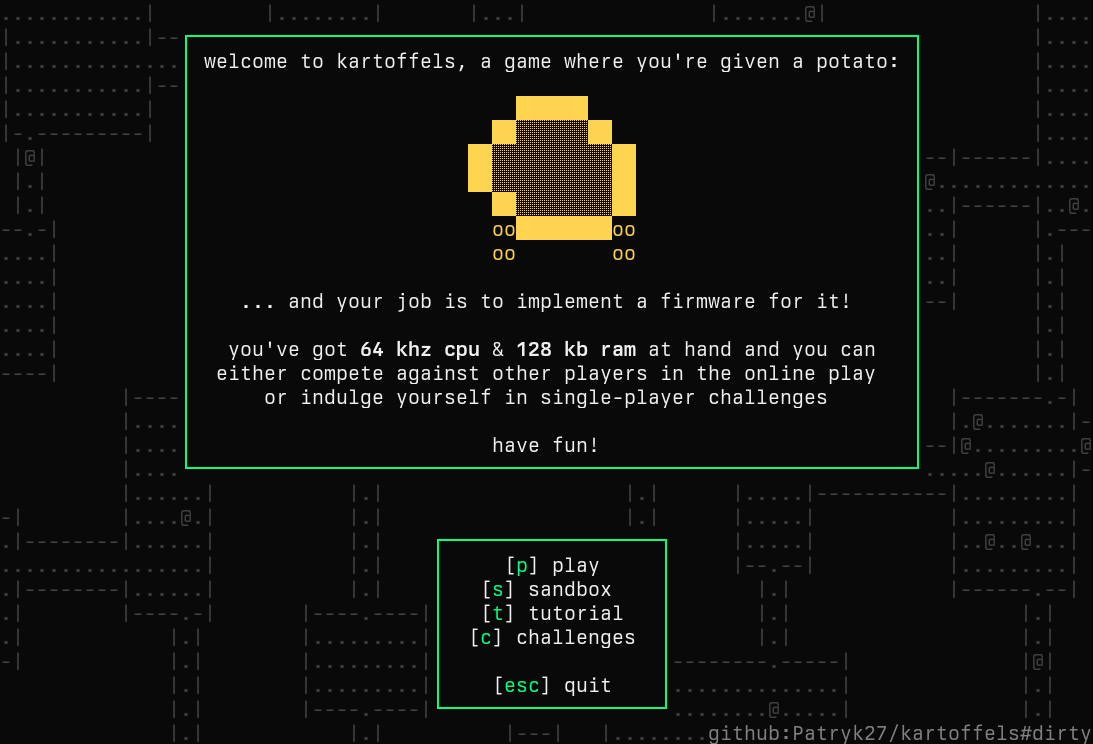 welcome to kartoffels, a game where you're given a potato:
oo oo
oo oo
... and your job is to implement a firmware for it!
you've got 64 khz cpu & 128 kb ram at hand and you can
either compete against other players in the online play
or indulge yourself in single-player challenges
have fun!
[p] play
[s] sandbox
[t] tutorial
[c] challenges
[esc] quit
github:Patryk27/kartoffels#dirty